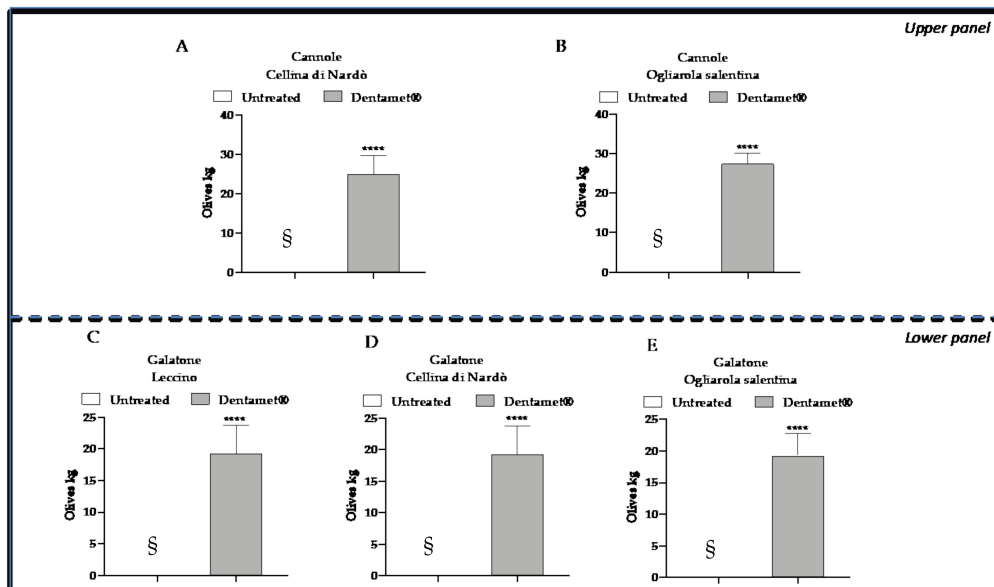 Upper panel
A
Cannole
Cellina di Nardò
Untreated Dentamet®
40
30
20
10
0
Olives kg
§
****
B
Cannole
Ogliarola salentina
Untreated Dentamet®
40
30
20
10
0
Olives kg
§
****
Lower panel
C
Galatone
Leccino
Untreated Dentamet®
25
20
15
10
5
0
Olives kg
§
****
D
Galatone
Cellina di Nardò
Untreated Dentamet®
25
20
15
10
5
0
Olives kg
§
****
E
Galatone
Ogliarola salentina
Untreated Dentamet®
25
20
15
10
5
0
Olives kg
§
****